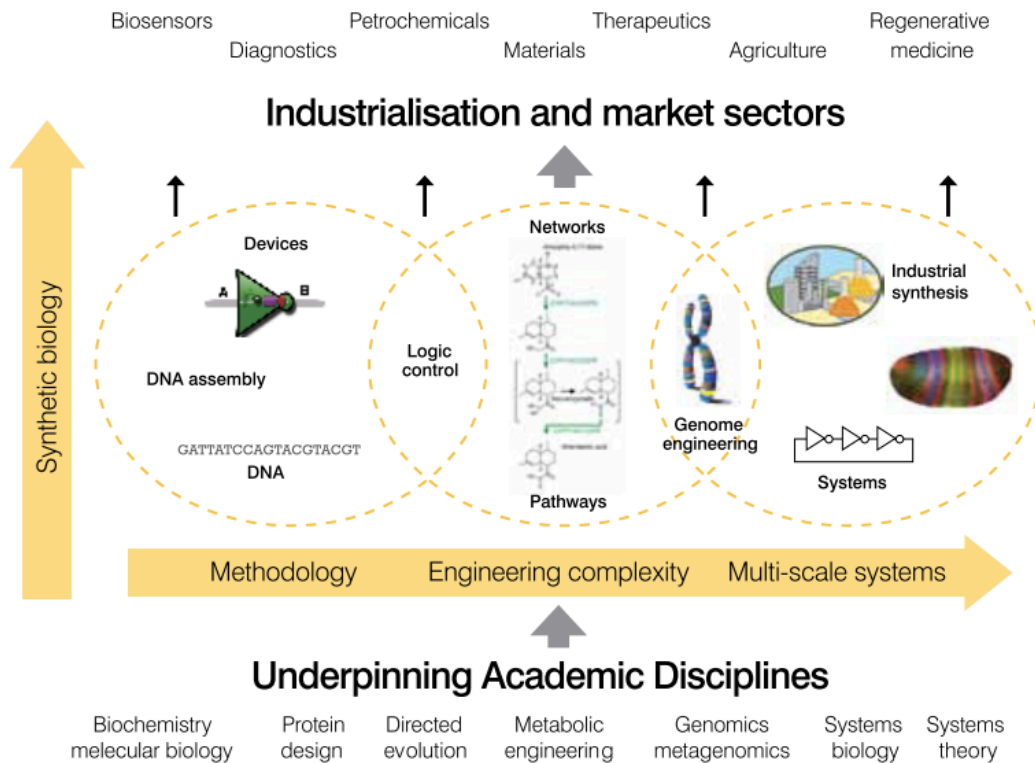 Biosensors
Petrochemicals
Therapeutics
Regenerative
medicine
Diagnostics
Materials
Agriculture
Industrialisation and market sectors
Synthetic biology
Devices
A
B
DNA assembly
GATTATCCAGTACGTACGT
DNA
Logic
control
Networks
Pathways
Genome
engineering
Industrial
synthesis
Systems
Methodology
Engineering complexity
Multi-scale systems
Underpinning Academic Disciplines
Biochemistry
molecular biology
Protein
design
Directed
evolution
Metabolic
engineering
Genomics
metagenomics
Systems
biology
Systems
theory